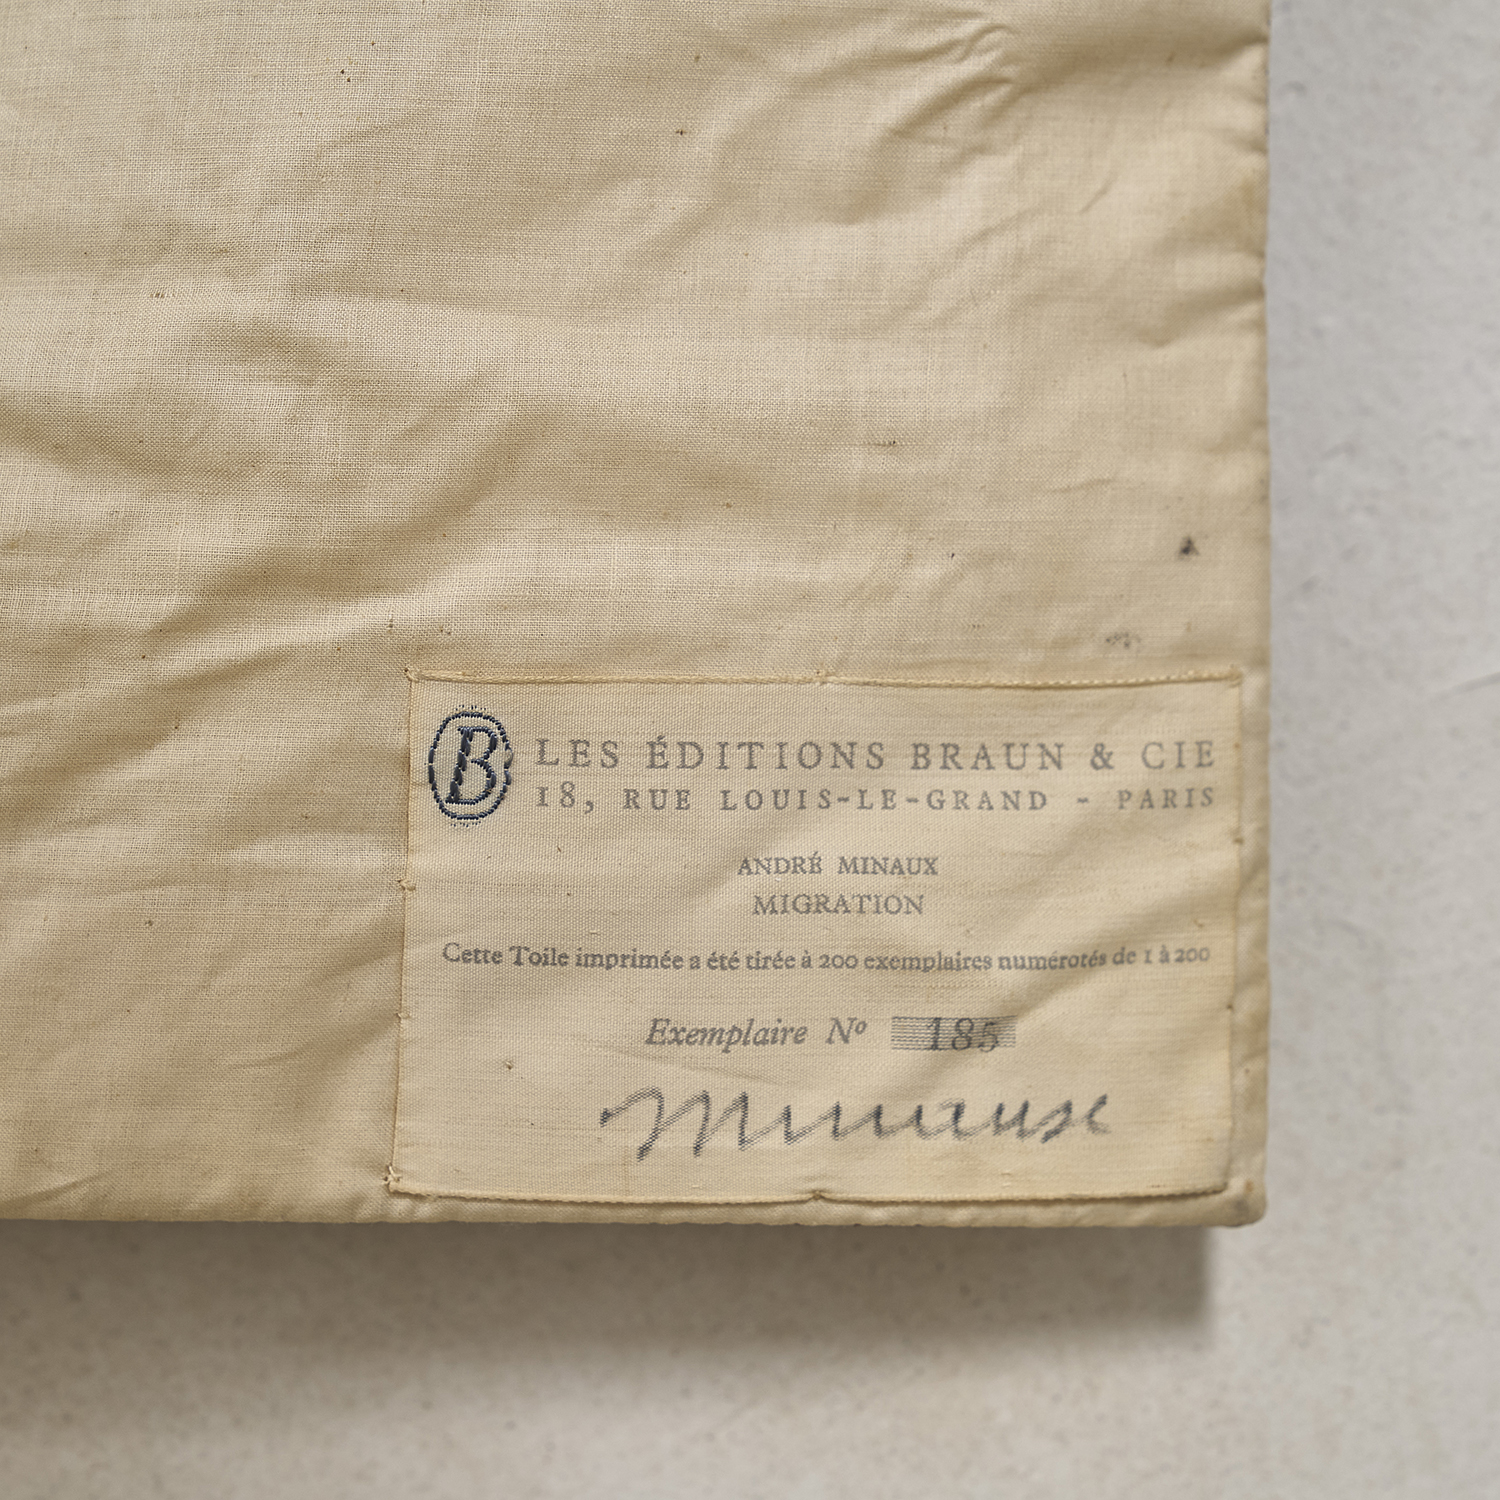 B LES ÉDITIONS BRAUN & CIE
18, RUE LOUIS-LE-GRAND - PARIS
ANDRÉ MINAUX
MIGRATION
Cette Toile imprimée a été tirée à 200 exemplaires numérotés de 1 à 200
Exemplaire Nº 185
Minaux